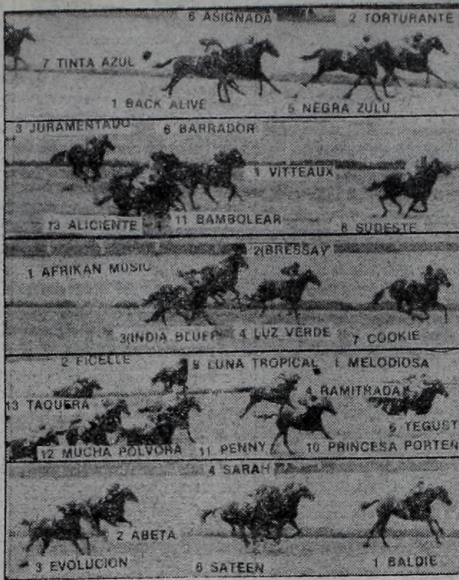 6 ASIGNADA 2 TORTURANTE
7 TINTA AZUL
1 BACK ALIVE 5 NEGRA ZULU
3 JURAMENTADO 6 BARRADOR
1 VITTEAUX
13 ALICIENTE 11 BAMBOLEAR
8 SUDESTE
2(BRESSAY
1 AFRIKAN MUSIC
3(INDIA BLUFF 4 LUZ VERDE 7 COOKIE
2 FICELLE 9 LUNA TROPICAL 1 MELODIOSA
13 TAQUERA 4 RAMITRADA
6 TEGUST
12 MUCHA POLVORA 11 PENNY 10 PRINCESA PORTEN
4 SARAH
2 ABETA
3 EVOLUCION 6 SATEEN 1 BALDIE